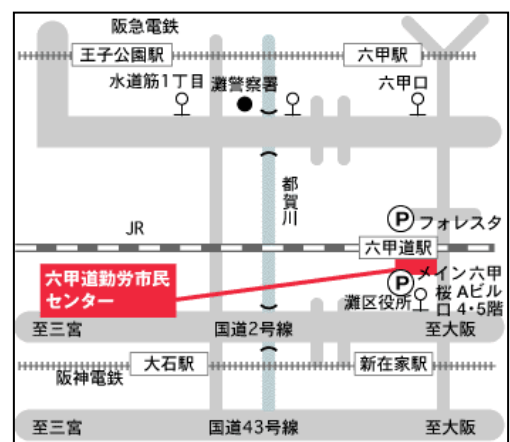 阪急電鉄
王子公園駅
六甲駅
水道筋1丁目
灘警察署
六甲口
都賀川
JR
P
フォレスタ
六甲道駅
六甲道勤労市民
センター
P
メイン六甲
桜 Aビル
口 4・5階
灘区役所
至三宮
国道2号線
至大阪
大石駅
新在家駅
阪神電鉄
至三宮
国道43号線
至大阪